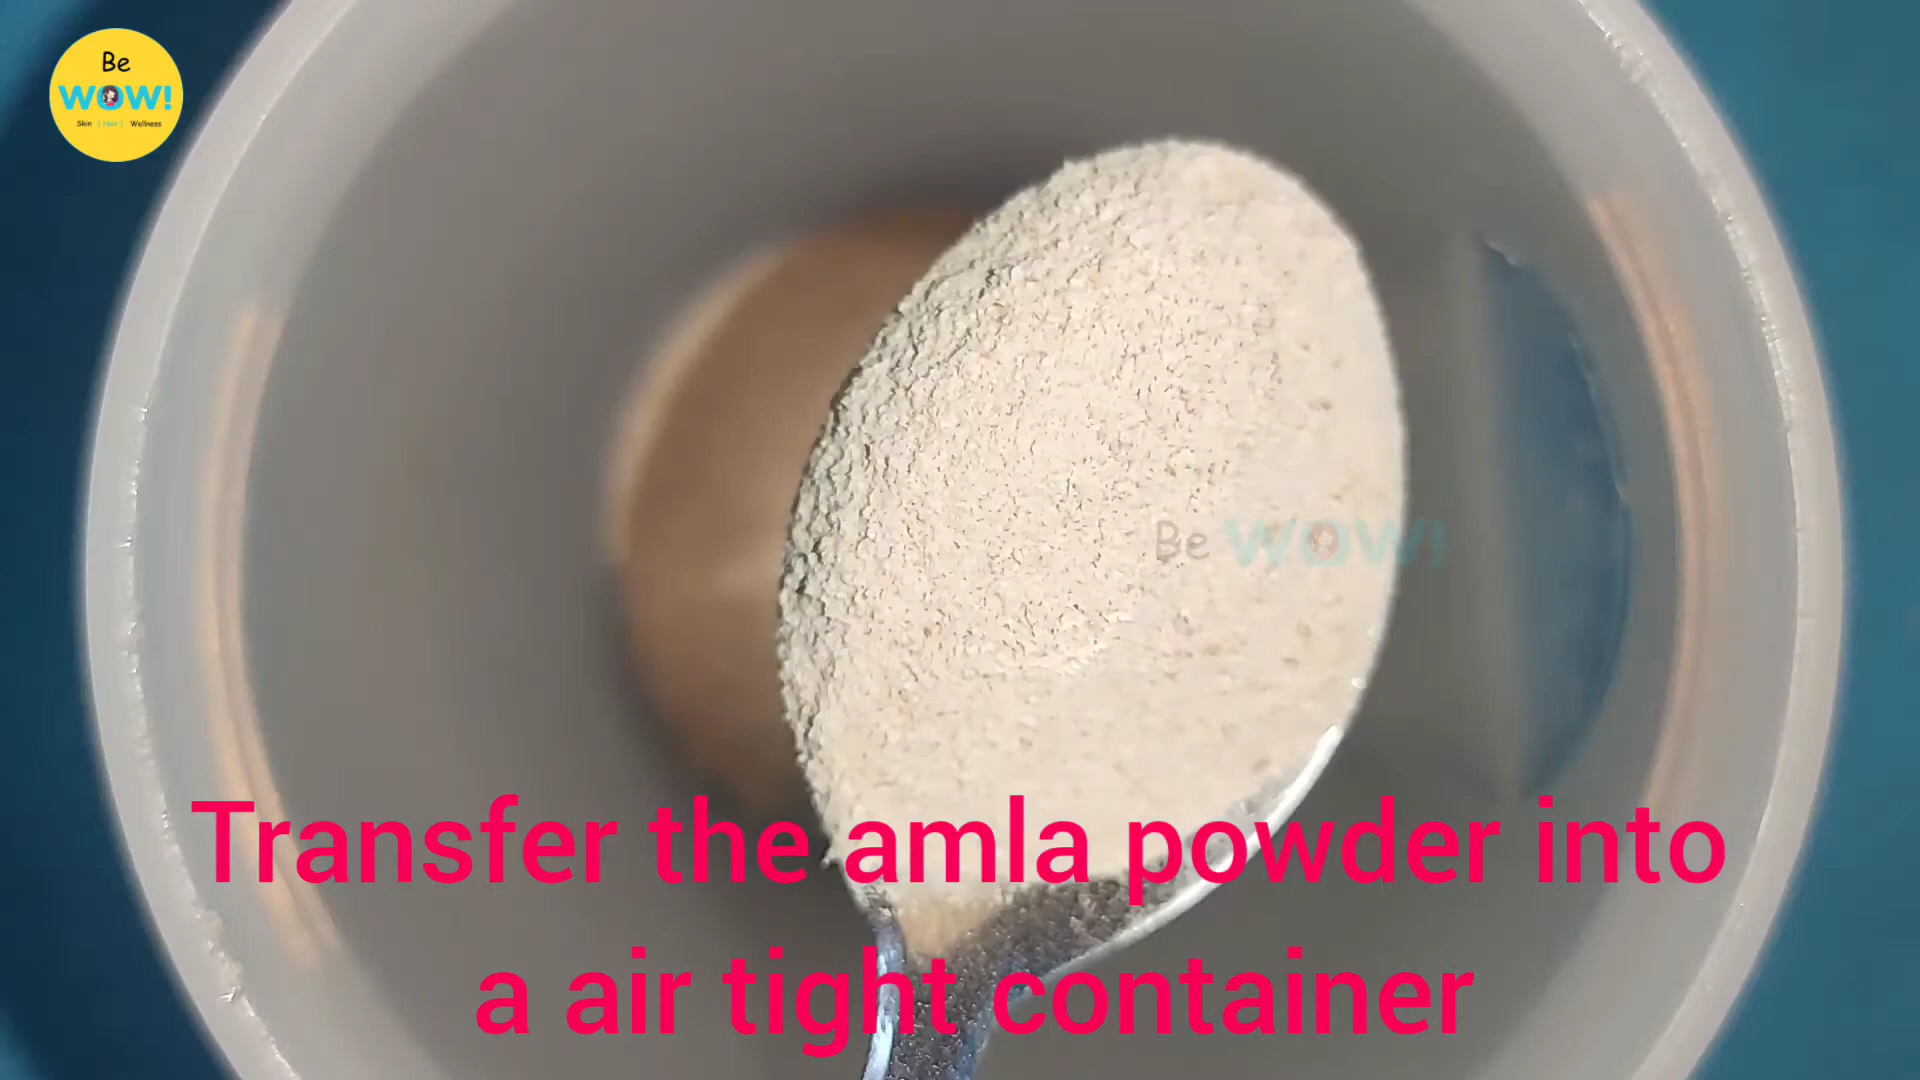 Be
WOW!
Skin | Hair | Wellness
Be WOW!
Transfer the amla powder into
a air tight container